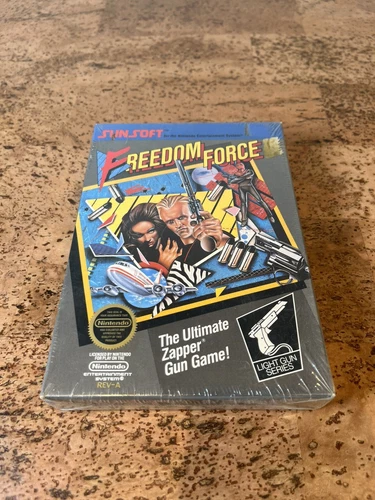 SUNSOFT for the Nintendo Entertainment System
FREEDOM FORCE
Nintendo
The Ultimate
Zapper®
Gun Game!
LIGHT GUN
SERIES
LICENSED BY NINTENDO
FOR PLAY ON THE
Nintendo
ENTERTAINMENT
SYSTEM®
REV-A